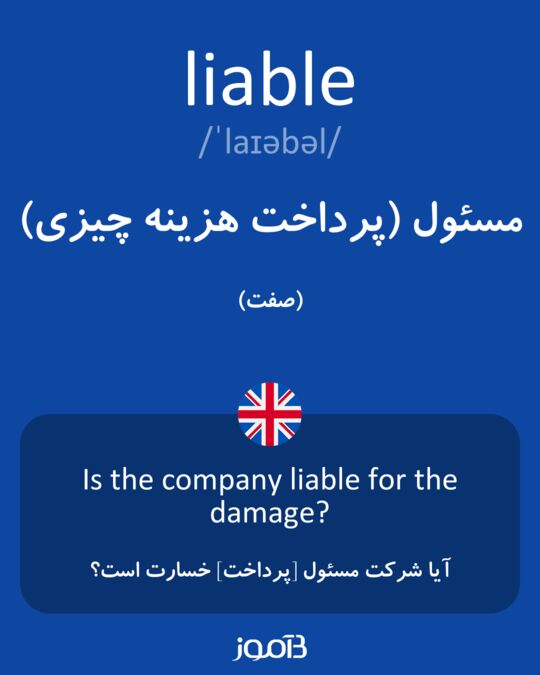 liable
/ˈlaɪəbəl/
مسئول (پرداخت هزینه چیزی)
(صفت)
Is the company liable for the
damage?
آیا شرکت مسئول [پرداخت] خسارت است؟
بآموز